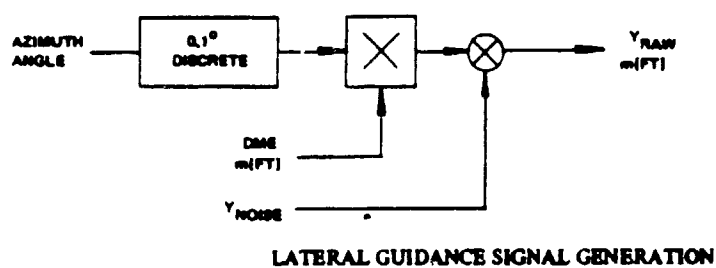 AZIMUTH
ANGLE
0.1°
DISCRETE
Y RAW
m[FT]
DME
m[FT]
Y NOISE
LATERAL GUIDANCE SIGNAL GENERATION